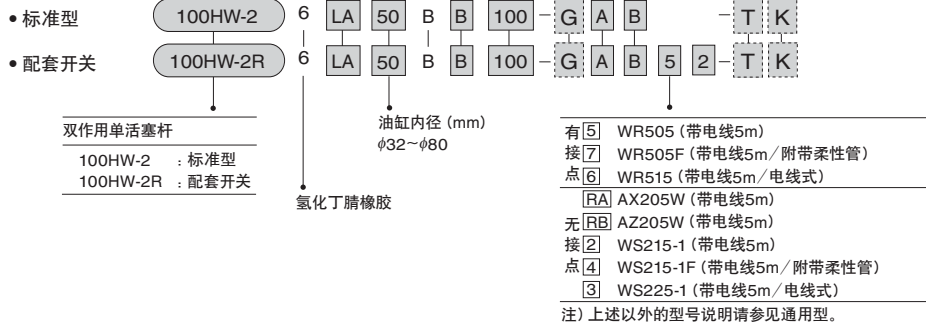 • 标准型 100HW-2 6 LA 50 B B 100 - G A B - T K
• 配套开关 100HW-2R 6 LA 50 B B 100 - G A B 5 2 - T K
双作用单活塞杆
100HW-2 : 标准型
100HW-2R : 配套开关
氢化丁腈橡胶
油缸内径 (mm)
ϕ32~ϕ80
有接点
5 WR505 (带电线5m)
7 WR505F (带电线5m/附带柔性管)
6 WR515 (带电线5m/电线式)
无接点
RA AX205W (带电线5m)
RB AZ205W (带电线5m)
2 WS215-1 (带电线5m)
4 WS215-1F (带电线5m/附带柔性管)
3 WS225-1 (带电线5m/电线式)
注) 上述以外的型号说明请参见通用型。